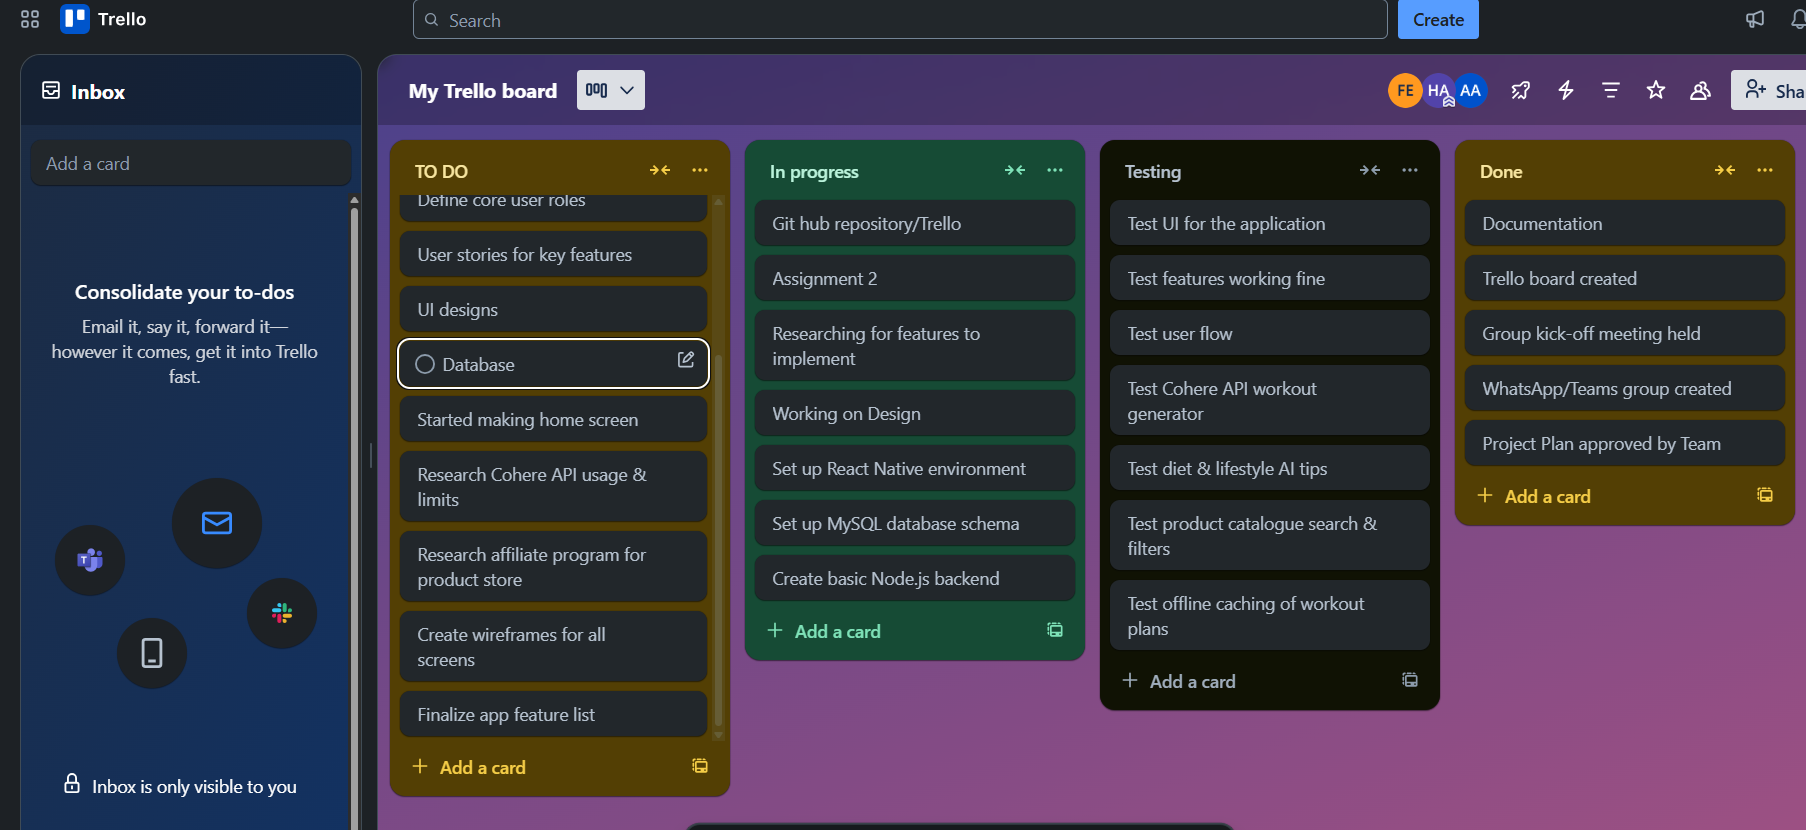 Trello
Search
Create
Inbox
Add a card
Consolidate your to-dos
Email it, say it, forward it—
however it comes, get it into Trello
fast.
Inbox is only visible to you
My Trello board
FE
HA
AA
Sha
TO DO
Define core user roles
User stories for key features
UI designs
Database
Started making home screen
Research Cohere API usage &
limits
Research affiliate program for
product store
Create wireframes for all
screens
Finalize app feature list
Add a card
In progress
Git hub repository/Trello
Assignment 2
Researching for features to
implement
Working on Design
Set up React Native environment
Set up MySQL database schema
Create basic Node.js backend
Add a card
Testing
Test UI for the application
Test features working fine
Test user flow
Test Cohere API workout
generator
Test diet & lifestyle AI tips
Test product catalogue search &
filters
Test offline caching of workout
plans
Add a card
Done
Documentation
Trello board created
Group kick-off meeting held
WhatsApp/Teams group created
Project Plan approved by Team
Add a card